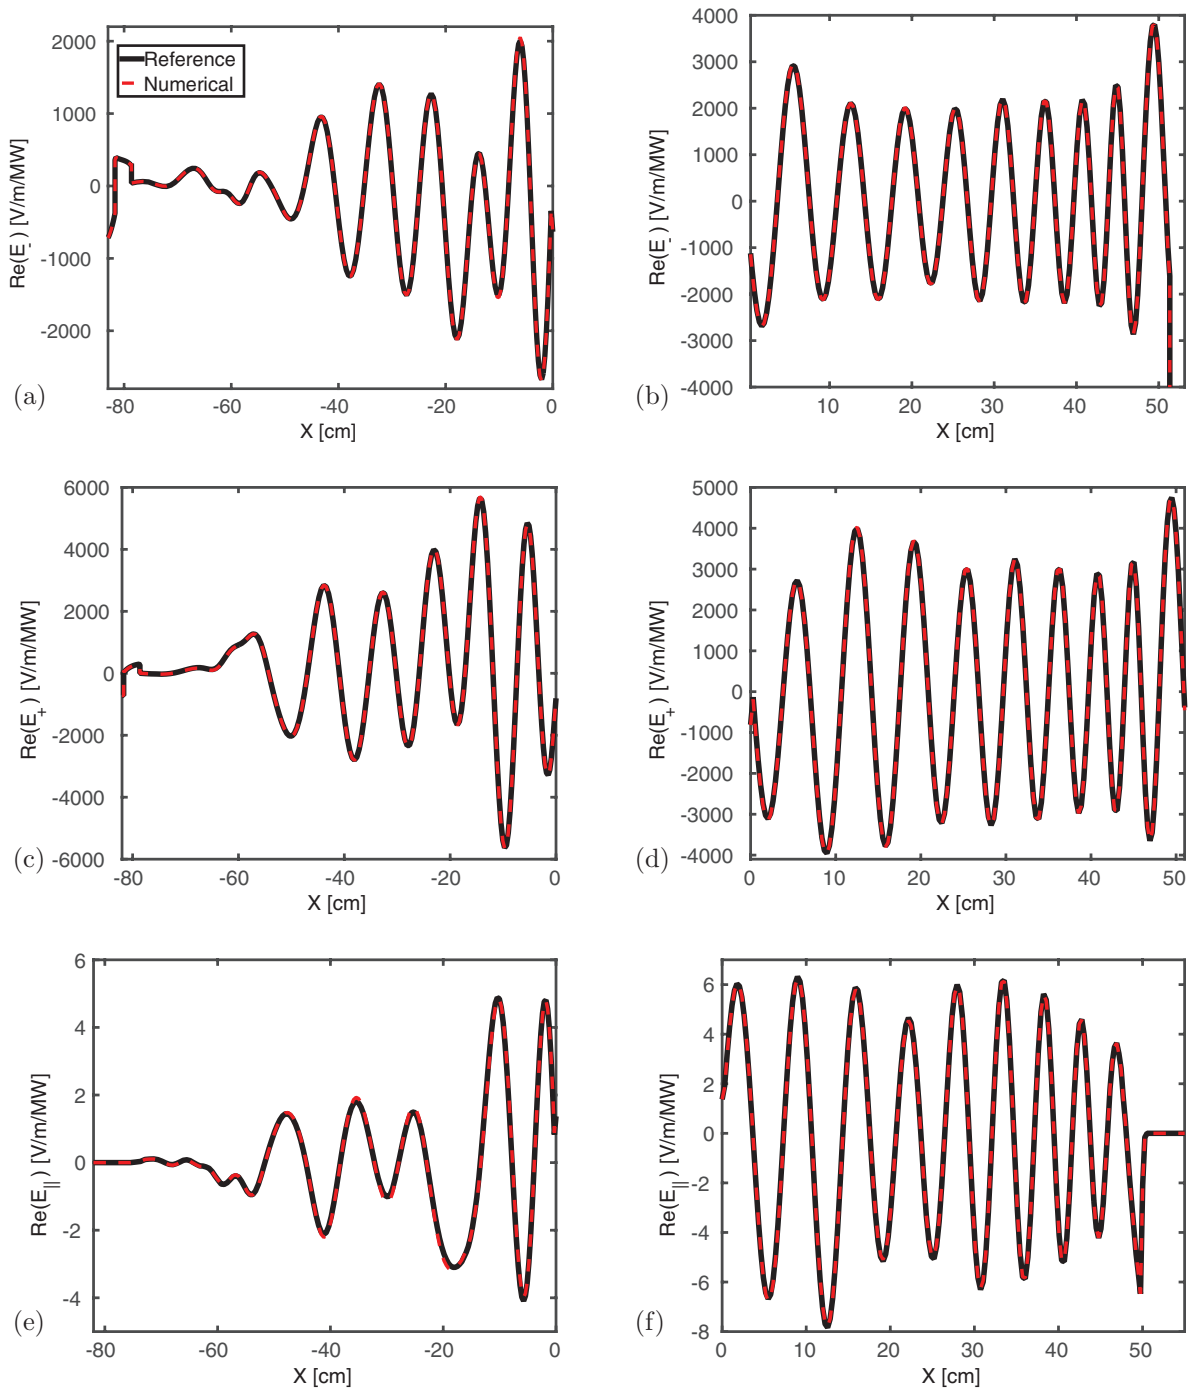 2000
1000
0
-1000
-2000
Re(E_-) [V/m/MW]
Reference
Numerical
-80 -60 -40 -20 0
X [cm]
(a)
4000
3000
2000
1000
0
-1000
-2000
-3000
-4000
Re(E_-) [V/m/MW]
10 20 30 40 50
X [cm]
(b)
6000
4000
2000
0
-2000
-4000
-6000
Re(E_+) [V/m/MW]
-80 -60 -40 -20 0
X [cm]
(c)
5000
4000
3000
2000
1000
0
-1000
-2000
-3000
-4000
Re(E_+) [V/m/MW]
0 10 20 30 40 50
X [cm]
(d)
6
4
2
0
-2
-4
Re(E_||) [V/m/MW]
-80 -60 -40 -20 0
X [cm]
(e)
6
4
2
0
-2
-4
-6
-8
Re(E_||) [V/m/MW]
0 10 20 30 40 50
X [cm]
(f)